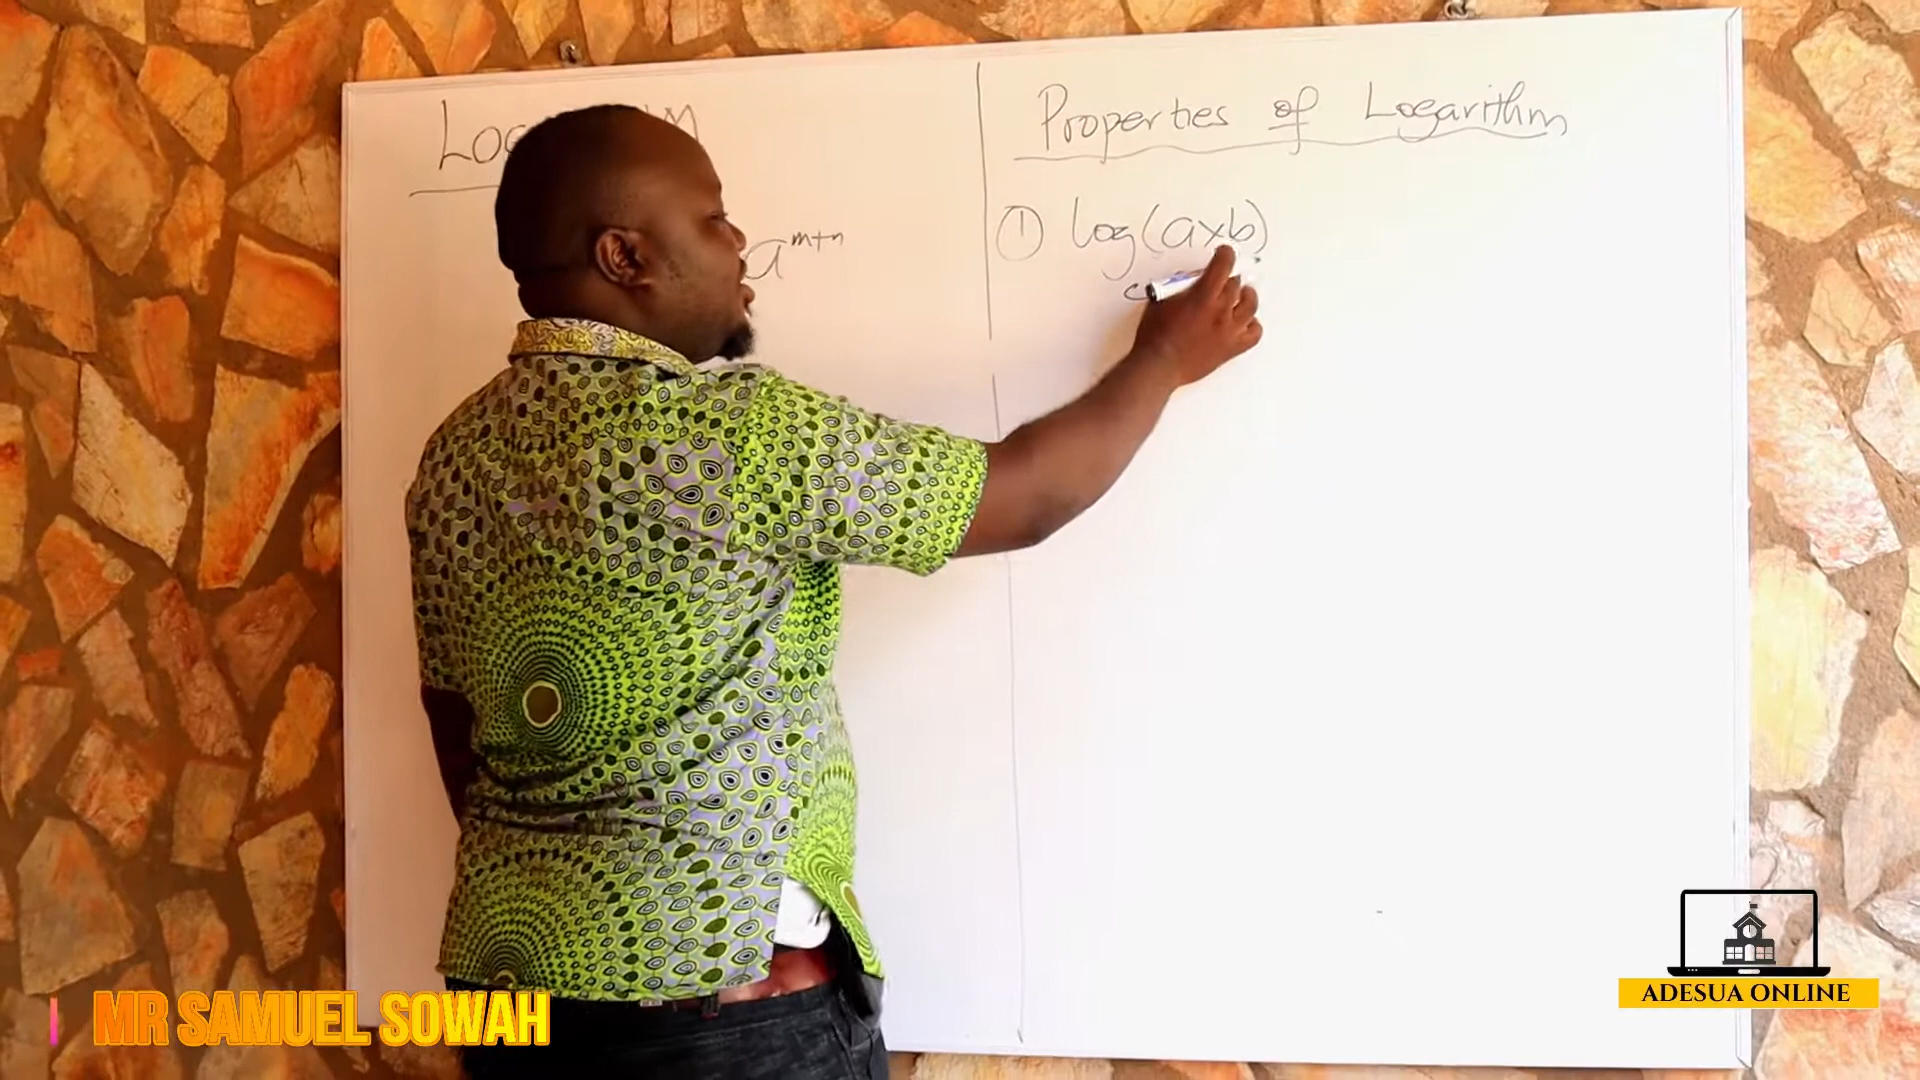 Properties of Logarithm
a^{m+n}
① log(a×b)
c
MR SAMUEL SOWAH
ADESUA ONLINE